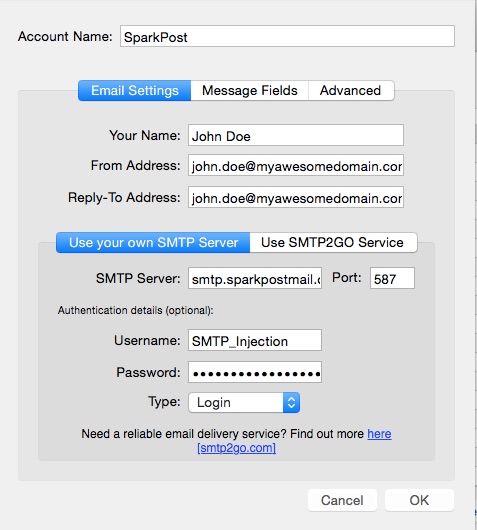 Account Name: SparkPost
Email Settings Message Fields Advanced
Your Name: John Doe
From Address: john.doe@myawesomedomain.cor
Reply-To Address: john.doe@myawesomedomain.cor
Use your own SMTP Server Use SMTP2GO Service
SMTP Server: smtp.sparkpostmail.c Port: 587
Authentication details (optional):
Username: SMTP_Injection
Password: ••••••••••••••••
Type: Login
Need a reliable email delivery service? Find out more here
[smtp2go.com]
Cancel OK